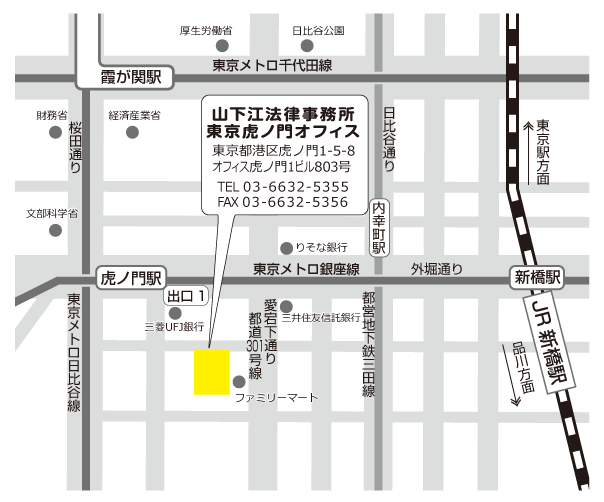 厚生労働省
日比谷公園
東京メトロ千代田線
霞が関駅
財務省
経済産業省
桜田通り
山下江法律事務所
東京虎ノ門オフィス
東京都港区虎ノ門1-5-8
オフィス虎ノ門1ビル803号
TEL 03-6632-5355
FAX 03-6632-5356
日比谷通り
東京駅方面
文部科学省
内幸町駅
りそな銀行
虎ノ門駅
東京メトロ銀座線
外堀通り
新橋駅
出口 1
三菱UFJ銀行
東京メトロ日比谷線
愛宕下通り
都道301号線
三井住友信託銀行
都営地下鉄三田線
JR 新橋駅
品川方面
ファミリーマート